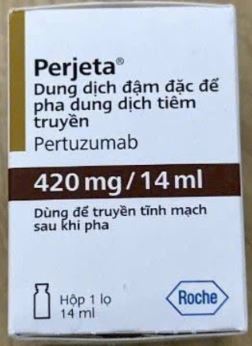 Perjeta®
Dung dịch đậm đặc để
pha dung dịch tiêm
truyền
Pertuzumab
420 mg/14 ml
Dùng để truyền tĩnh mạch
sau khi pha
Hộp 1 lọ
14 ml
Roche